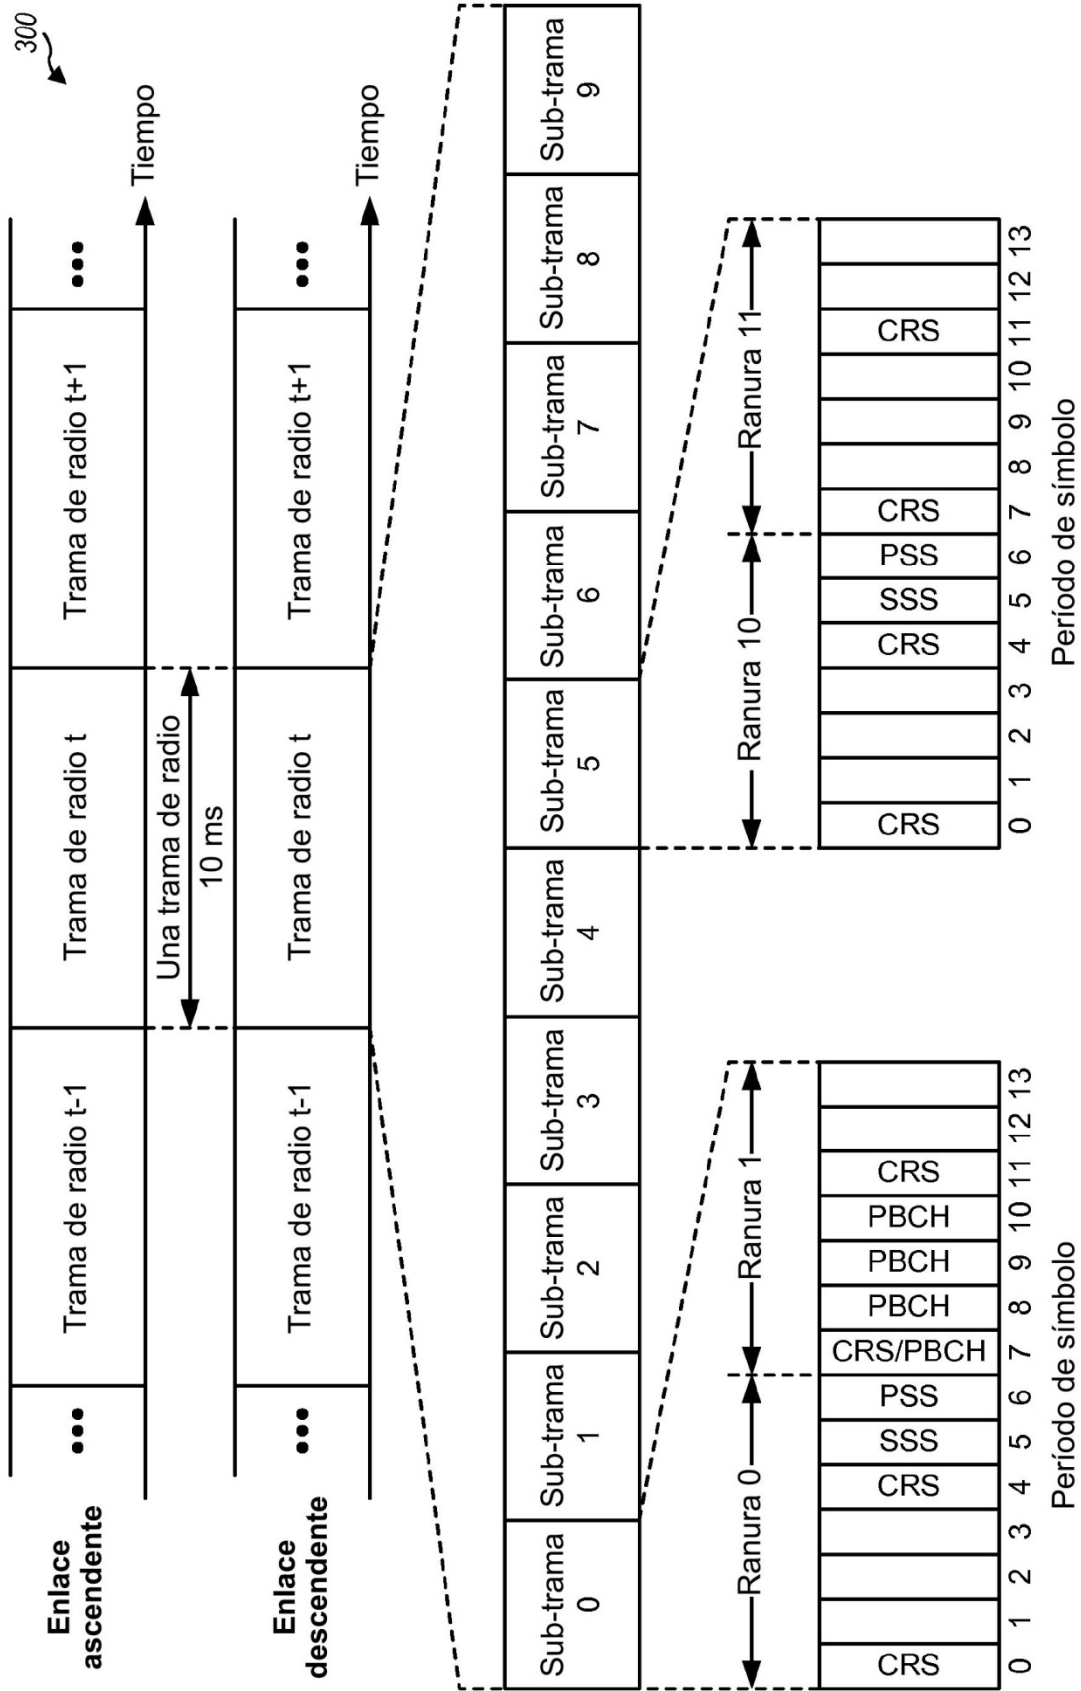 300
Enlace
ascendente
••• Trama de radio t-1 Trama de radio t Trama de radio t+1 •••
Tiempo
Una trama de radio
10 ms
Enlace
descendente
••• Trama de radio t-1 Trama de radio t Trama de radio t+1 •••
Tiempo
Sub-trama Sub-trama Sub-trama Sub-trama Sub-trama Sub-trama Sub-trama Sub-trama Sub-trama Sub-trama
0 1 2 3 4 5 6 7 8 9
Ranura 0 Ranura 1
CRS CRS SSS PSS CRS/PBCH PBCH PBCH PBCH CRS
0 1 2 3 4 5 6 7 8 9 10 11 12 13
Período de símbolo
Ranura 10 Ranura 11
CRS CRS SSS PSS CRS CRS
0 1 2 3 4 5 6 7 8 9 10 11 12 13
Período de símbolo